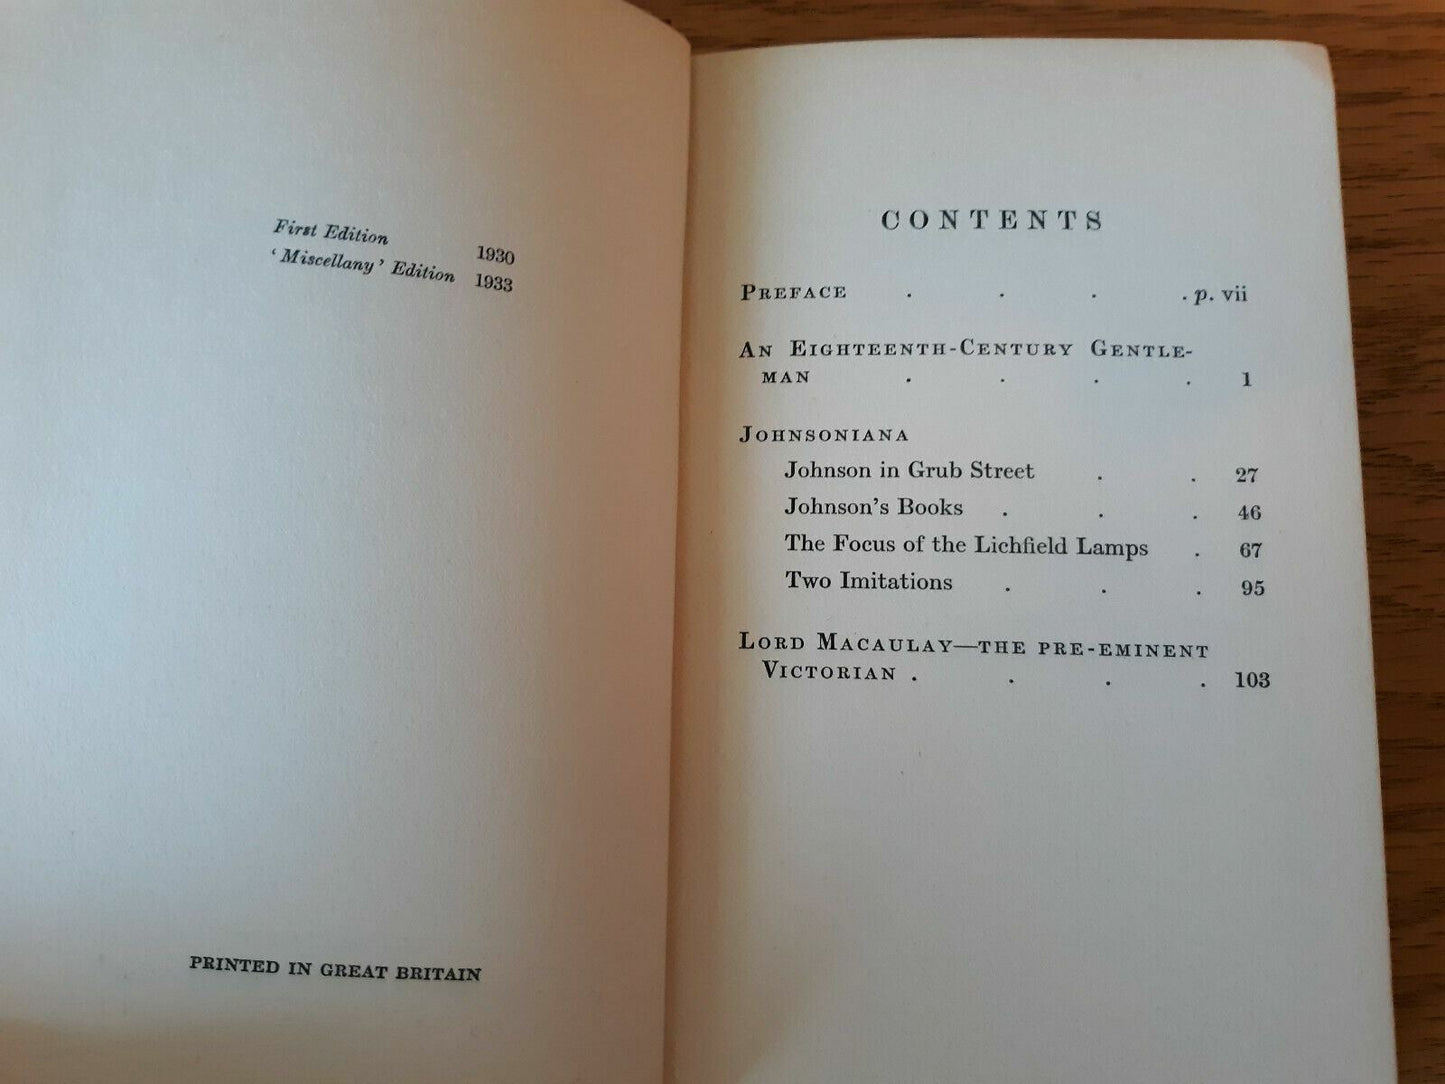 First Edition 1930
‘Miscellany’ Edition 1933
PRINTED IN GREAT BRITAIN
CONTENTS
PREFACE . . . . p. vii
AN EIGHTEENTH-CENTURY GENTLE-
MAN . . . . 1
JOHNSONIANA
Johnson in Grub Street . . 27
Johnson’s Books . . . 46
The Focus of the Lichfield Lamps . 67
Two Imitations . . . 95
LORD MACAULAY—THE PRE-EMINENT
VICTORIAN . . . . 103